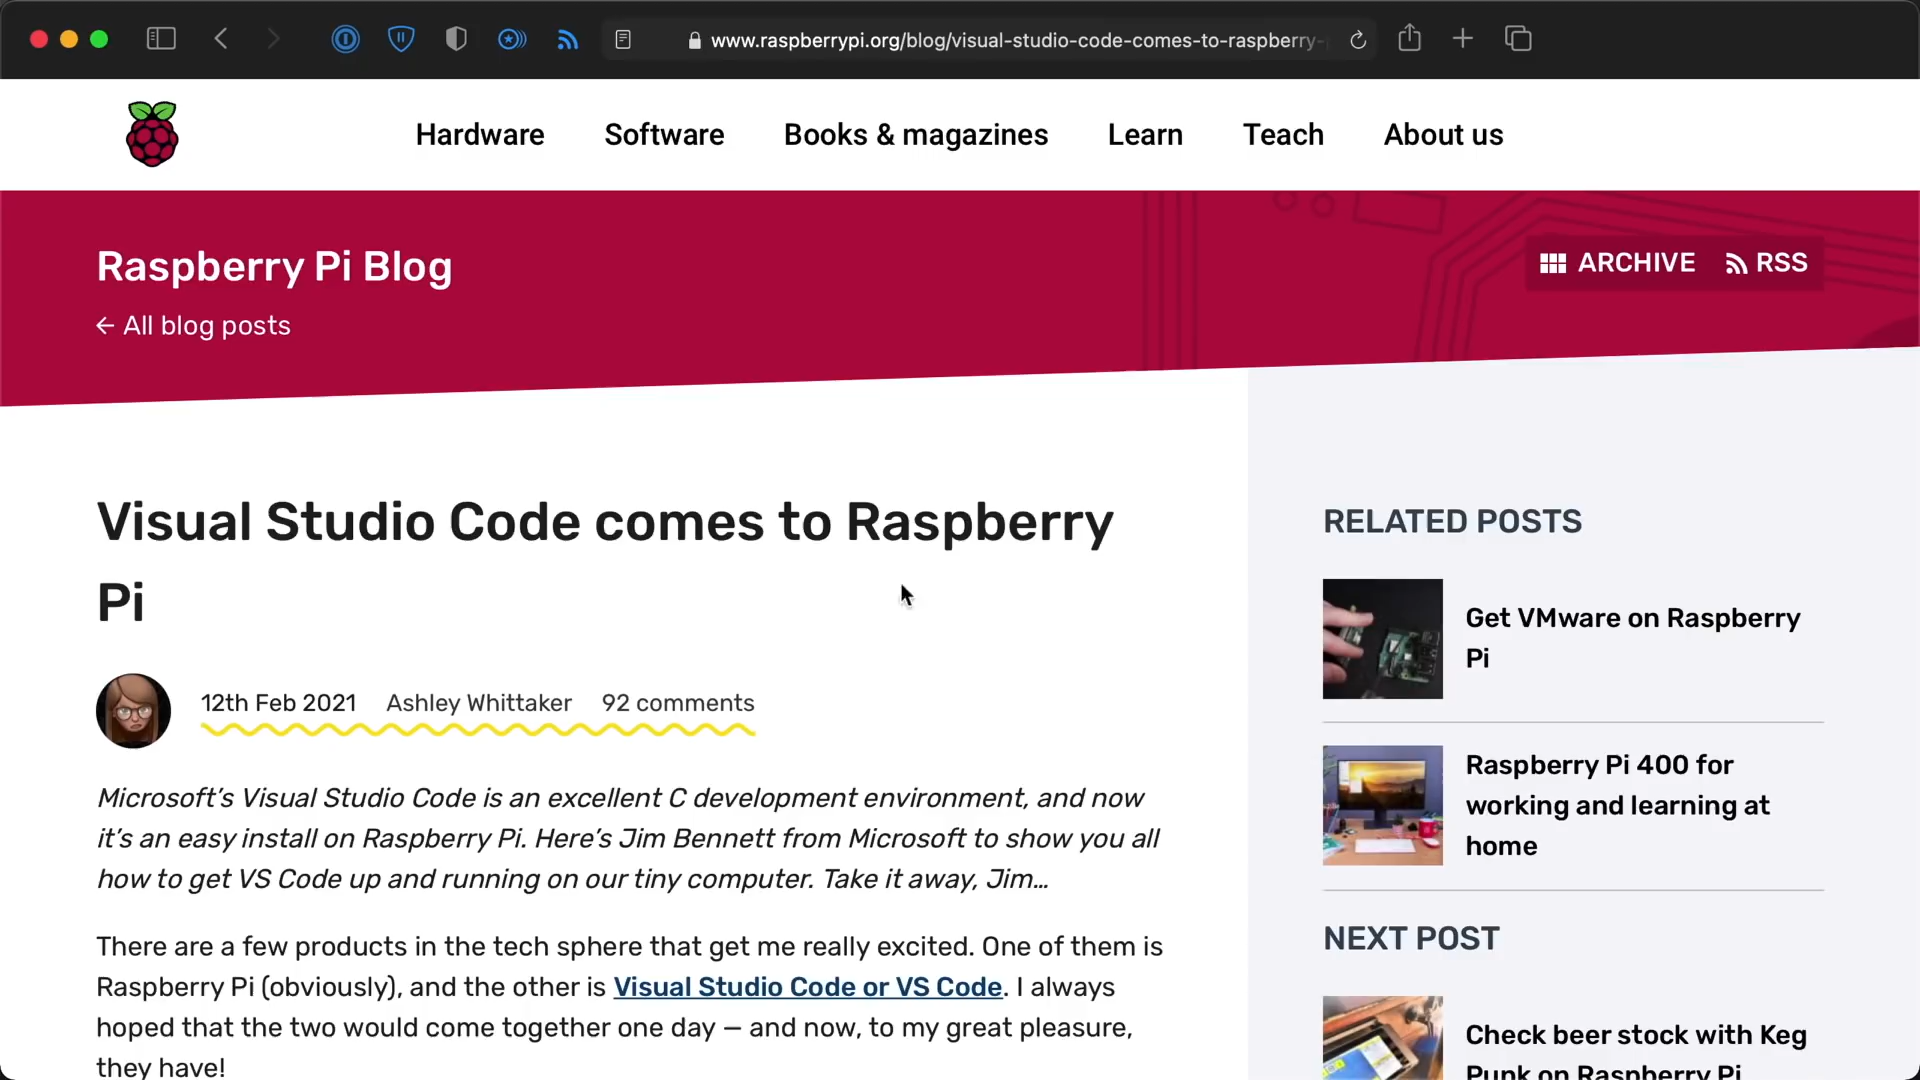 www.raspberrypi.org/blog/visual-studio-code-comes-to-raspberry-
Hardware
Software
Books & magazines
Learn
Teach
About us
Raspberry Pi Blog
ARCHIVE
RSS
← All blog posts
Visual Studio Code comes to Raspberry
Pi
12th Feb 2021
Ashley Whittaker
92 comments
Microsoft’s Visual Studio Code is an excellent C development environment, and now
it’s an easy install on Raspberry Pi. Here’s Jim Bennett from Microsoft to show you all
how to get VS Code up and running on our tiny computer. Take it away, Jim…
There are a few products in the tech sphere that get me really excited. One of them is
Raspberry Pi (obviously), and the other is Visual Studio Code or VS Code. I always
hoped that the two would come together one day — and now, to my great pleasure,
they have!
RELATED POSTS
Get VMware on Raspberry
Pi
Raspberry Pi 400 for
working and learning at
home
NEXT POST
Check beer stock with Keg
Punk on Raspberry Pi